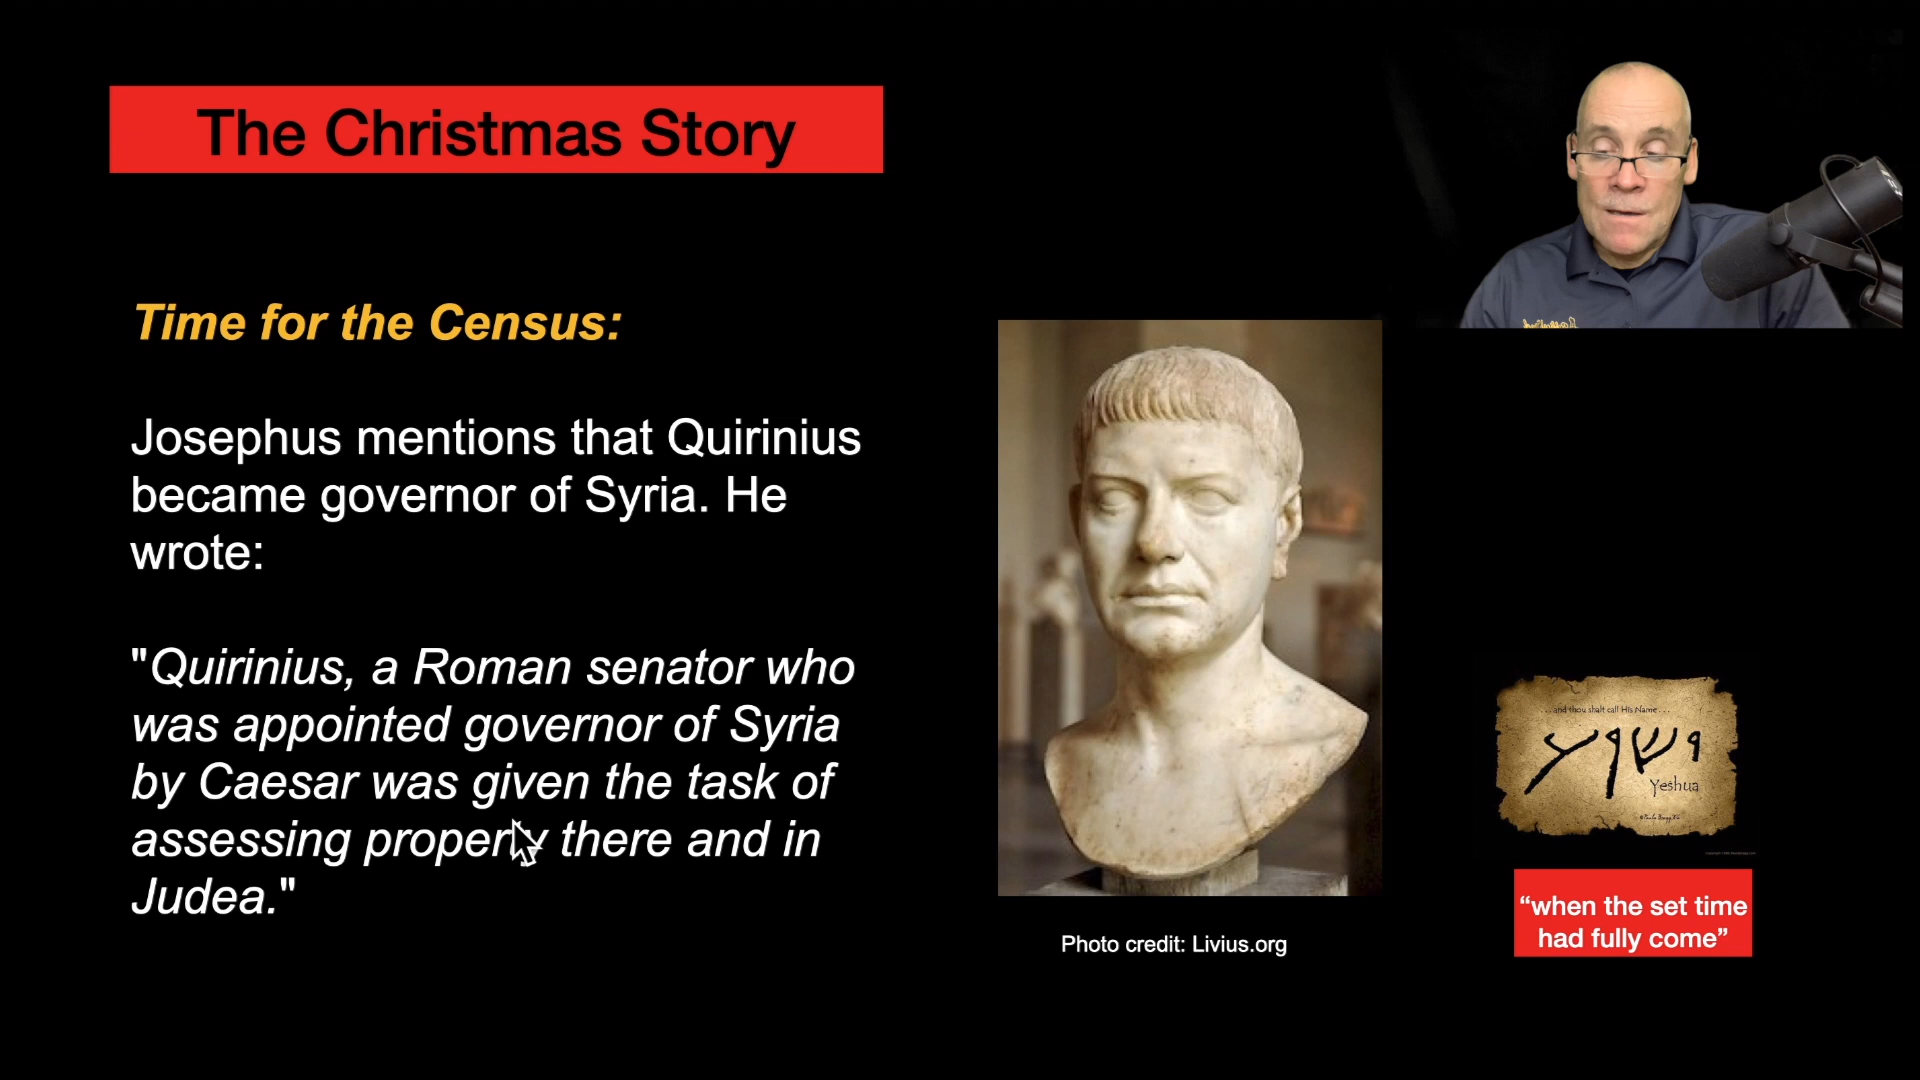 The Christmas Story
Time for the Census:
Josephus mentions that Quirinius
became governor of Syria. He
wrote:
"Quirinius, a Roman senator who
was appointed governor of Syria
by Caesar was given the task of
assessing property there and in
Judea."
Photo credit: Livius.org
...and thou shalt call His Name...
ישוע
Yeshua
“when the set time
had fully come”